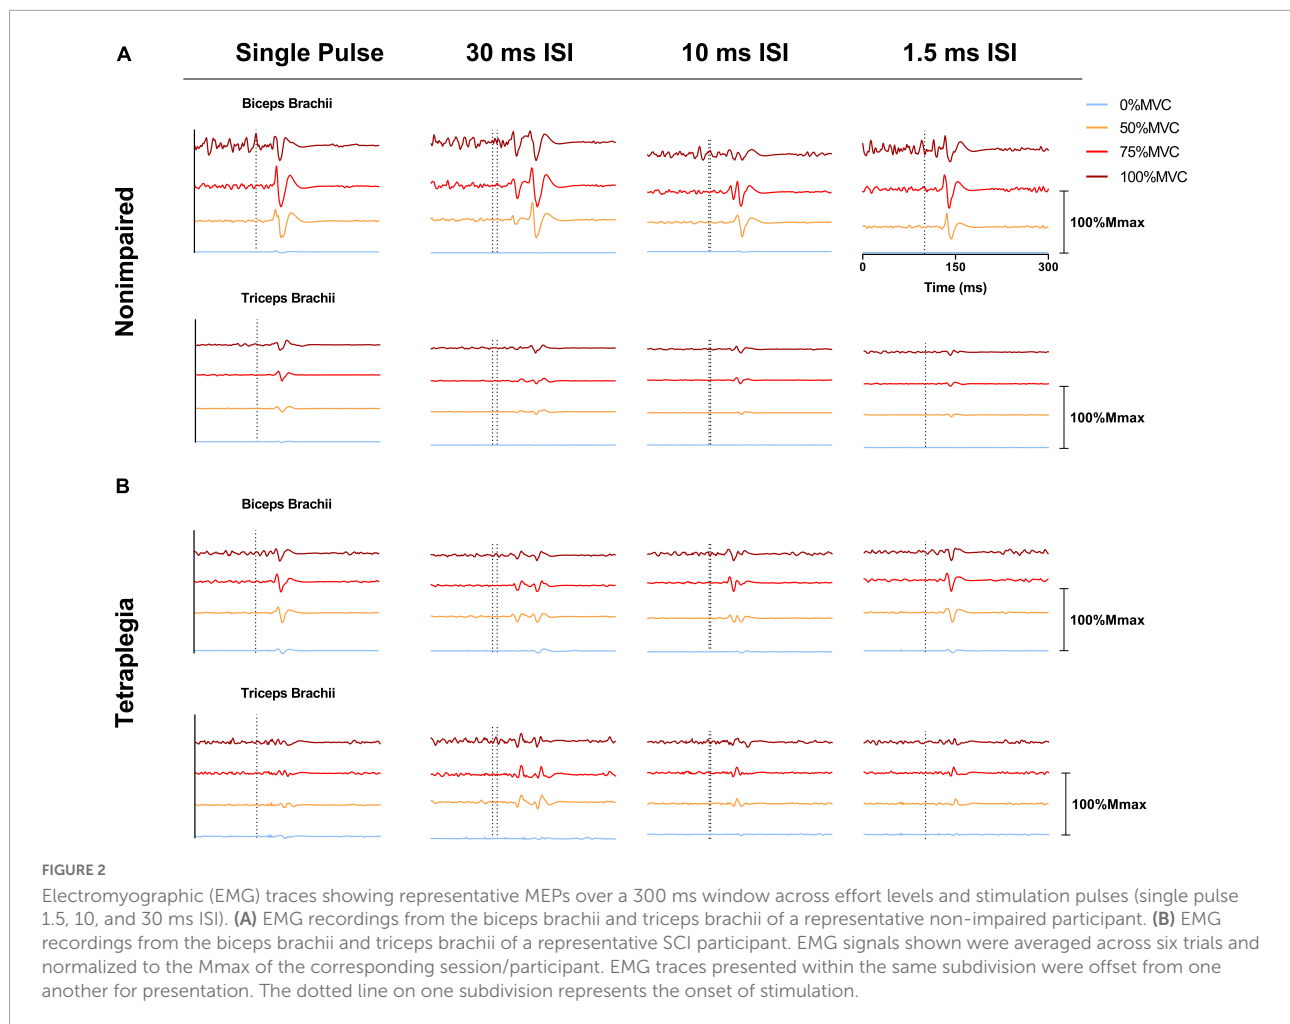 A
Single Pulse
30 ms ISI
10 ms ISI
1.5 ms ISI
Biceps Brachii
0%MVC
50%MVC
75%MVC
100%MVC
100%Mmax
0
150
300
Time (ms)
Nonimpaired
Triceps Brachii
100%Mmax
B
Biceps Brachii
100%Mmax
Tetraplegia
Triceps Brachii
100%Mmax
FIGURE 2
Electromyographic (EMG) traces showing representative MEPs over a 300 ms window across effort levels and stimulation pulses (single pulse
1.5, 10, and 30 ms ISI). (A) EMG recordings from the biceps brachii and triceps brachii of a representative non-impaired participant. (B) EMG
recordings from the biceps brachii and triceps brachii of a representative SCI participant. EMG signals shown were averaged across six trials and
normalized to the Mmax of the corresponding session/participant. EMG traces presented within the same subdivision were offset from one
another for presentation. The dotted line on one subdivision represents the onset of stimulation.